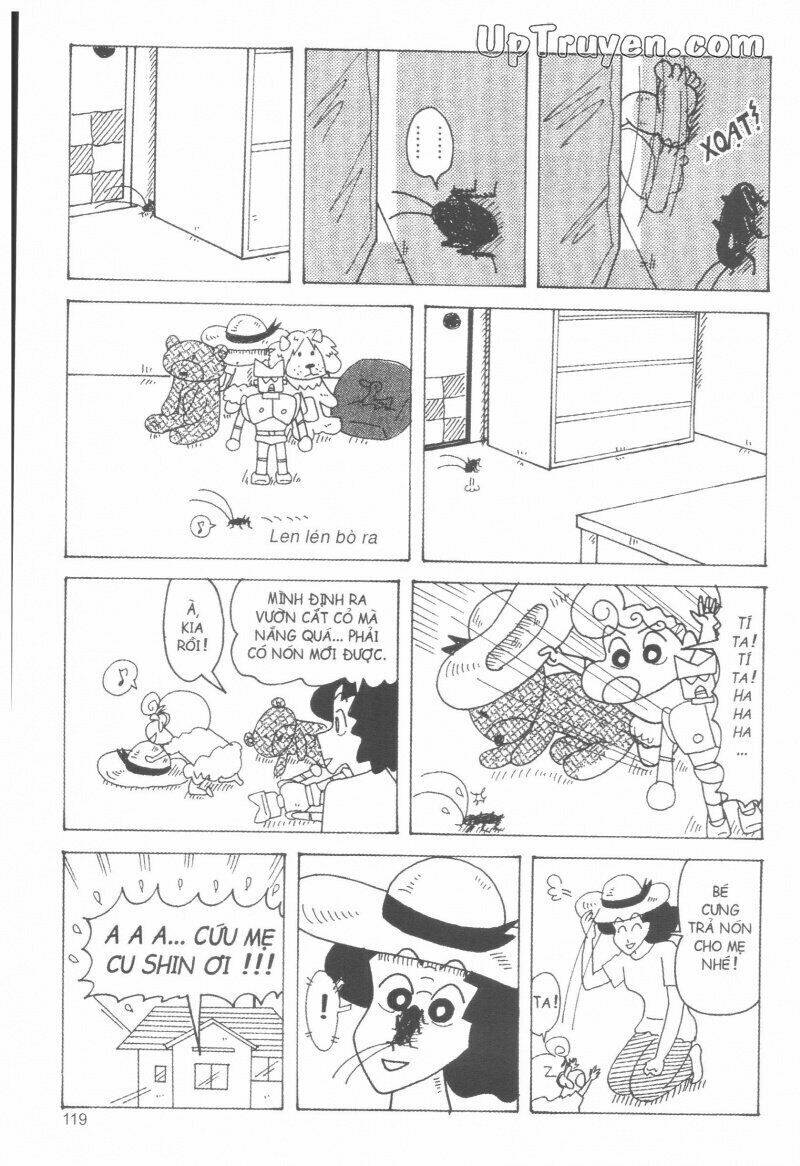 UpTruyen.com
XOẠT!
............
Len lén bò ra
TÍ
TA!
TÍ
TA!
HA
HA
HA
...
MÌNH ĐỊNH RA
VƯỜN CẮT CỎ MÀ
NẮNG QUÁ... PHẢI
CÓ NÓN MỚI ĐƯỢC.
À,
KIA
RỒI!
BÉ
CƯNG
TRẢ NÓN
CHO MẸ
NHÉ!
TA!
!
A A A... CỨU MẸ
CU SHIN ƠI !!!
119